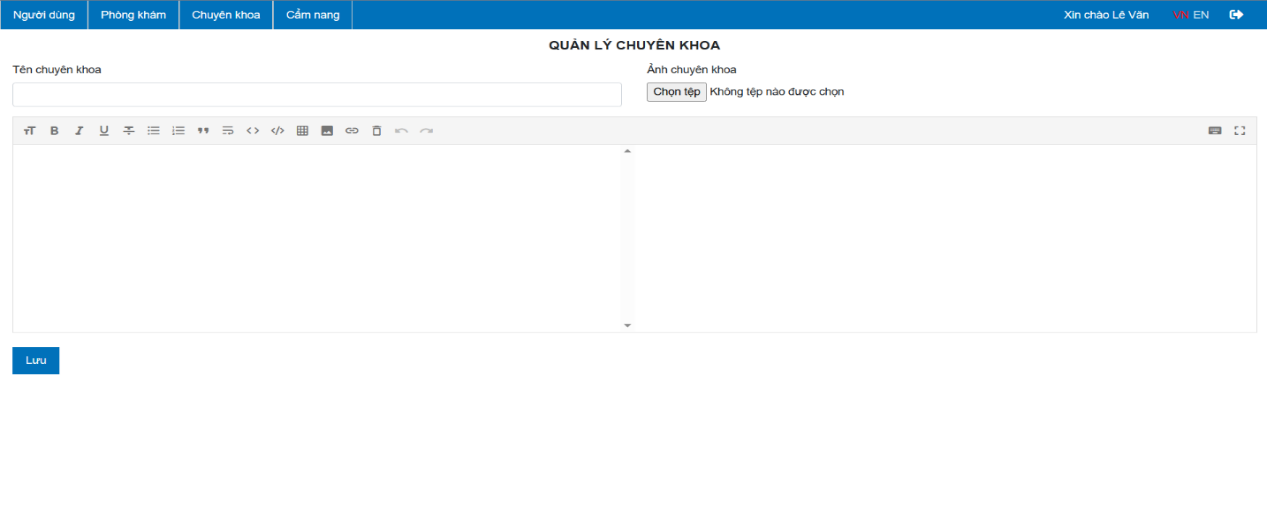 Người dùng Phòng khám Chuyên khoa Cẩm nang Xin chào Lê Văn VN EN
QUẢN LÝ CHUYÊN KHOA
Tên chuyên khoa Ảnh chuyên khoa
Chọn tệp Không tệp nào được chọn
Lưu